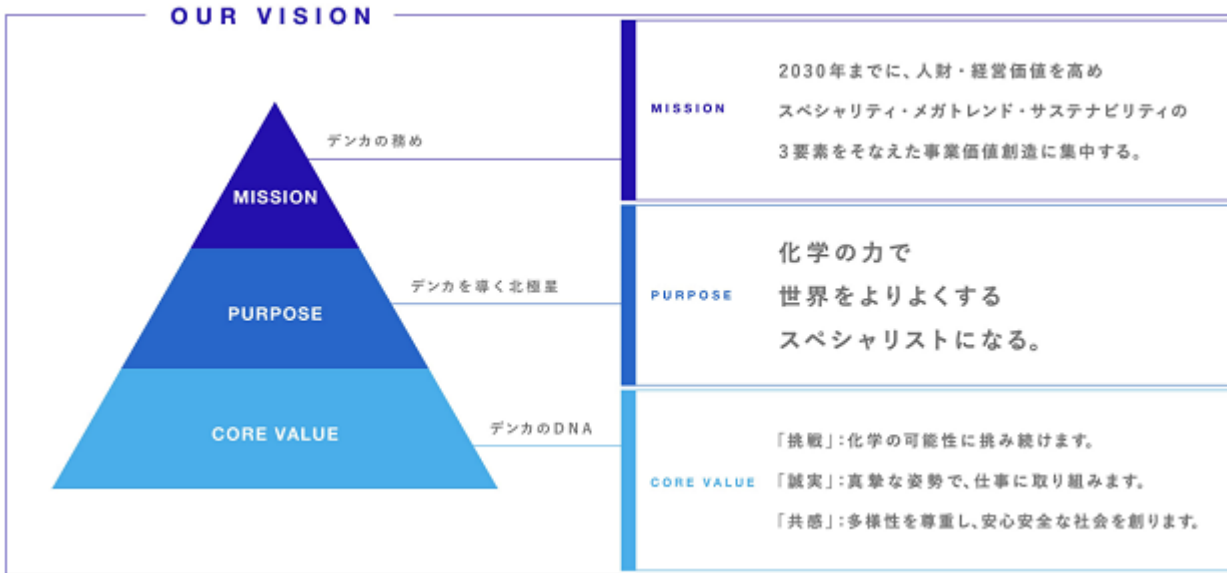 OUR VISION
デンカの務め
MISSION
デンカを導く北極星
PURPOSE
デンカのDNA
CORE VALUE
MISSION
2030年までに、人財・経営価値を高め
スペシャリティ・メガトレンド・サステナビリティの
3要素をそなえた事業価値創造に集中する。
PURPOSE
化学の力で
世界をよりよくする
スペシャリストになる。
CORE VALUE
「挑戦」:化学の可能性に挑み続けます。
「誠実」:真摯な姿勢で、仕事に取り組みます。
「共感」:多様性を尊重し、安心安全な社会を創ります。